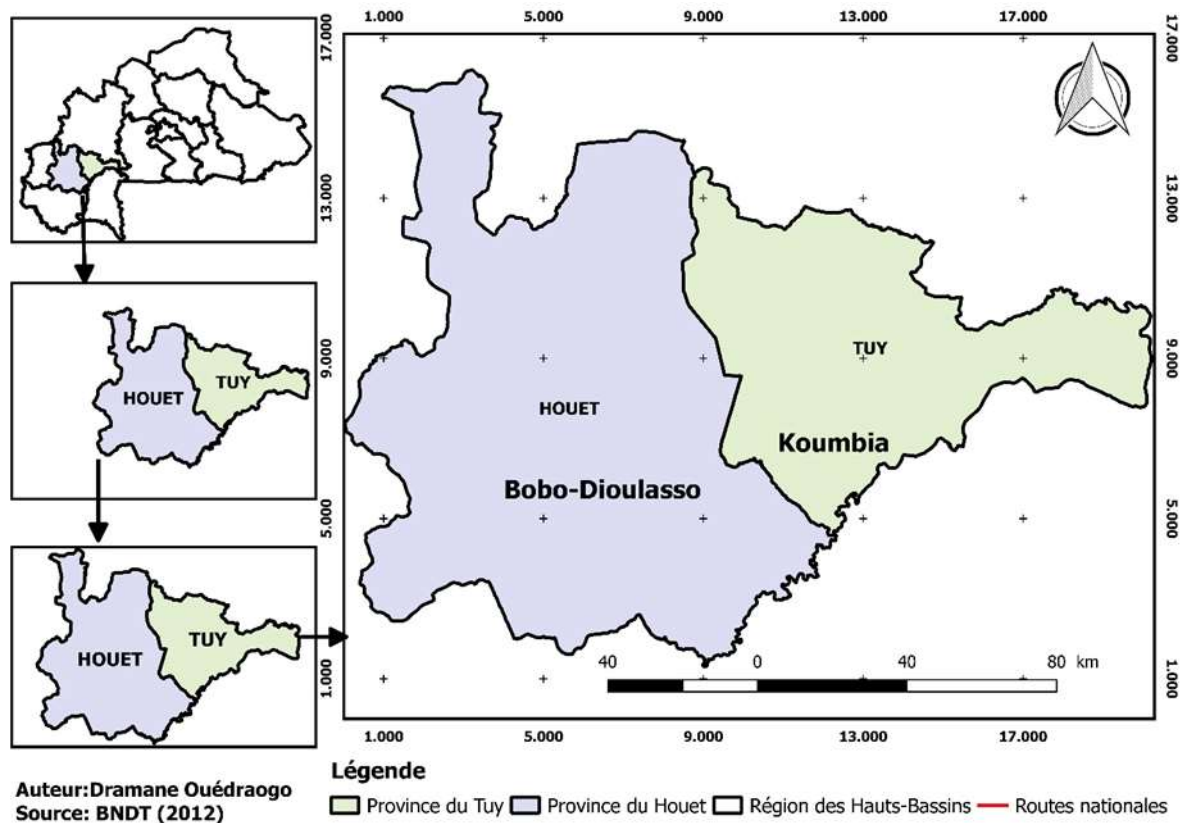 1.000 5.000 9.000 13.000 17.000
17.000
13.000
9.000
5.000
1.000
17.000
13.000
9.000
5.000
1.000
HOUET
TUY
HOUET
TUY
TUY
HOUET
Koumbia
Bobo-Dioulasso
40 0 40 80 km
1.000 5.000 9.000 13.000 17.000
Auteur:Dramane Ouédraogo
Source: BNDT (2012)
Légende
Province du Tuy Province du Houet Région des Hauts-Bassins Routes nationales